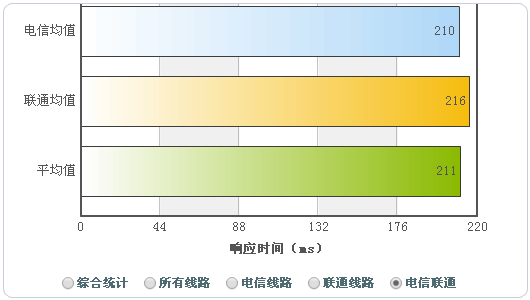 电信均值 210
联通均值 216
平均值 211
0 44 88 132 176 220
响应时间（ms）
综合统计 所有线路 电信线路 联通线路 电信联通